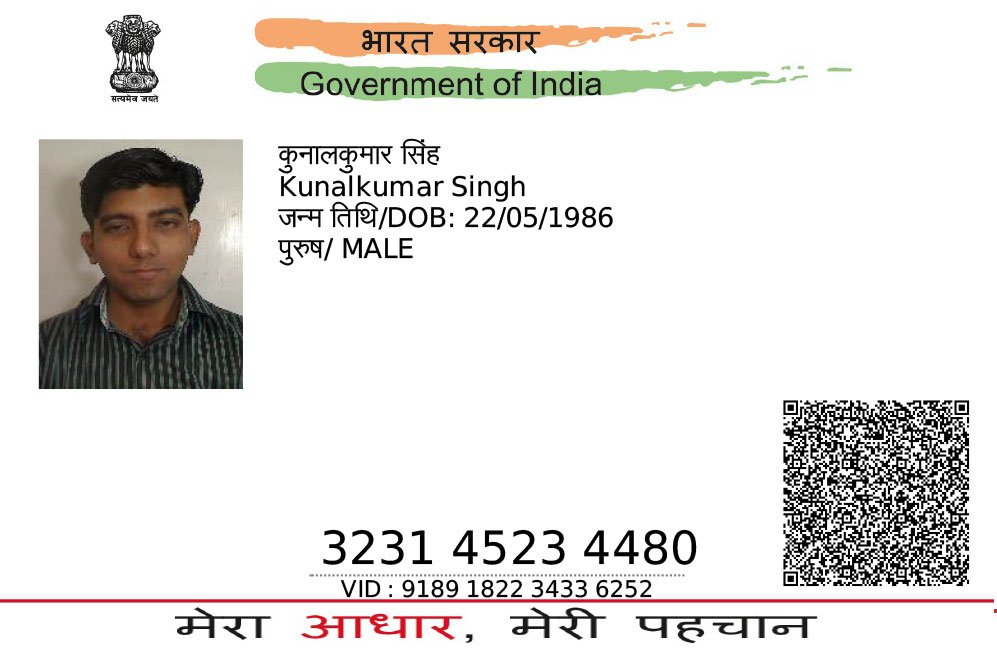 सत्यमेव जयते
भारत सरकार
Government of India
कुनालकुमार सिंह
Kunalkumar Singh
जन्म तिथि/DOB: 22/05/1986
पुरुष/ MALE
3231 4523 4480
VID : 9189 1822 3433 6252
मेरा आधार, मेरी पहचान